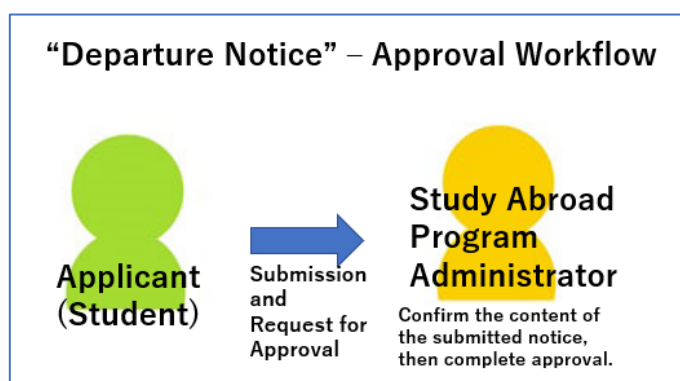 “Departure Notice” – Approval Workflow
Applicant
(Student)
Submission
and
Request for
Approval
Study Abroad
Program
Administrator
Confirm the content of
the submitted notice,
then complete approval.